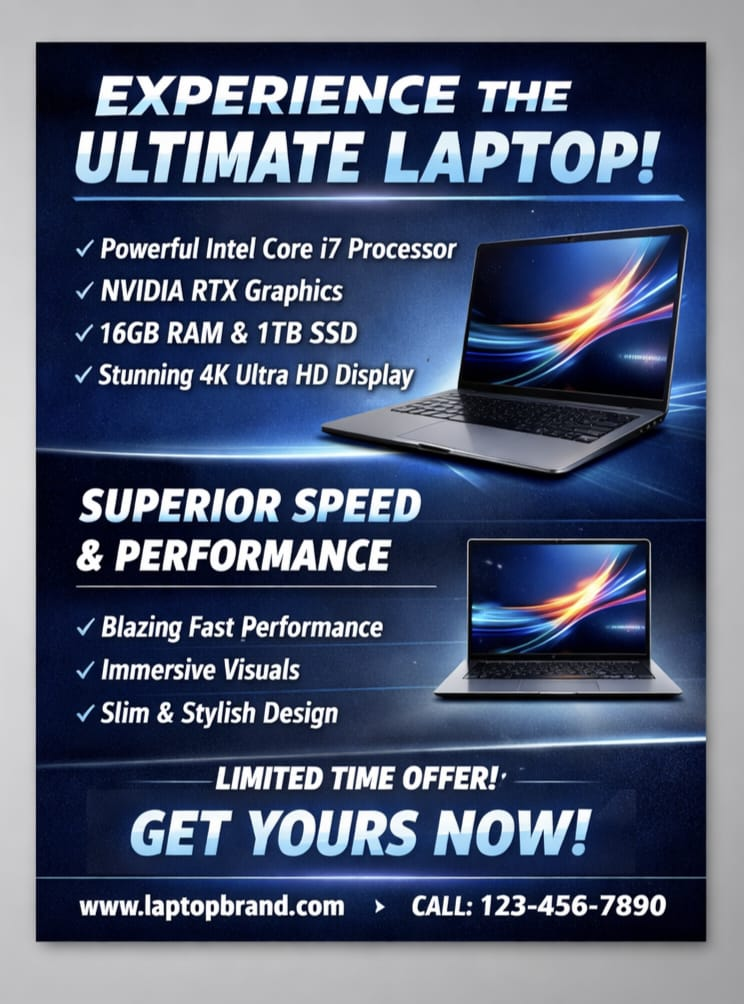 EXPERIENCE THE
ULTIMATE LAPTOP!
✓ Powerful Intel Core i7 Processor
✓ NVIDIA RTX Graphics
✓ 16GB RAM & 1TB SSD
✓ Stunning 4K Ultra HD Display
SUPERIOR SPEED
& PERFORMANCE
✓ Blazing Fast Performance
✓ Immersive Visuals
✓ Slim & Stylish Design
LIMITED TIME OFFER!
GET YOURS NOW!
www.laptopbrand.com > CALL: 123-456-7890